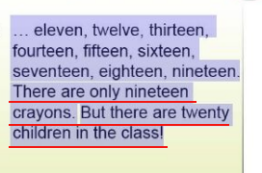 ... eleven, twelve, thirteen,
fourteen, fifteen, sixteen,
seventeen, eighteen, nineteen.
There are only nineteen
crayons. But there are twenty
children in the class!